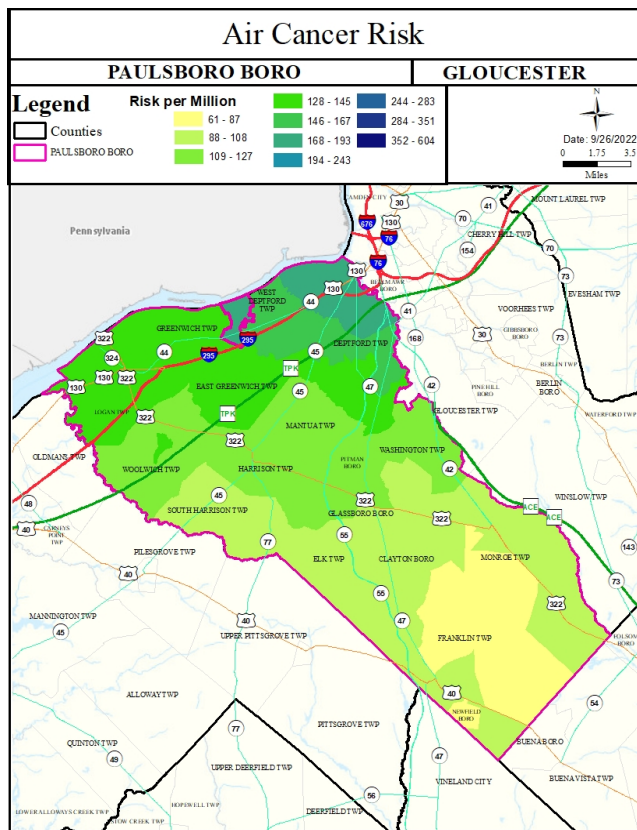 Air Cancer Risk
PAULSBORO BORO
GLOUCESTER
Legend
Counties
PAULSBORO BORO
Risk per Million
61 - 87
88 - 108
109 - 127
128 - 145
146 - 167
168 - 193
194 - 243
244 - 283
284 - 351
352 - 604
N
Date: 9/26/2022
0 1.75 3.5
Miles
Pennsylvania
30
41
MOUNT LAUREL TWP
676
130
70
CHERRY HILL TWP
76
154
70
76
130
73
EVESHAM TWP
WEST
DEPTFORD
TWP
130
BORO
44
VOORHEES TWP
GIBBSBORO
BORO
41
322
GREENWICH TWP
168
30
73
295
324
44
295
45
DEPTFORD TWP
BERLIN TWP
TPK
130
322
42
PINE HILL
BORO
BERLIN
BORO
130
EAST GREENWICH TWP
45
47
LOGAN TWP
322
TPK
GLOUCESTER TWP
WATERFORD TWP
MANTUA TWP
322
WASHINGTON TWP
OLDMANS TWP
PITMAN
BORO
WOOLWICH TWP
HARRISON TWP
42
48
45
322
WINSLOW TWP
SOUTH HARRISON TWP
GLASSBORO BORO
322
ACE
ACE
40
CARNEYS
POINT
TWP
77
55
143
PILESGROVE TWP
ELK TWP
CLAYTON BORO
MONROE TWP
40
73
55
322
MANNINGTON TWP
40
47
45
UPPER PITTSGROVE TWP
FRANKLIN TWP
FOLSOM
BORO
ALLOWAY TWP
40
54
NEWFIELD
BORO
77
PITTSGROVE TWP
QUINTON TWP
BUENA BORO
49
47
UPPER DEERFIELD TWP
VINELAND CITY
BUENA VISTA TWP
56
HOPEWELL TWP
LOWER ALLOWAYS CREEK TWP
DEERFIELD TWP
STOW CREEK TWP